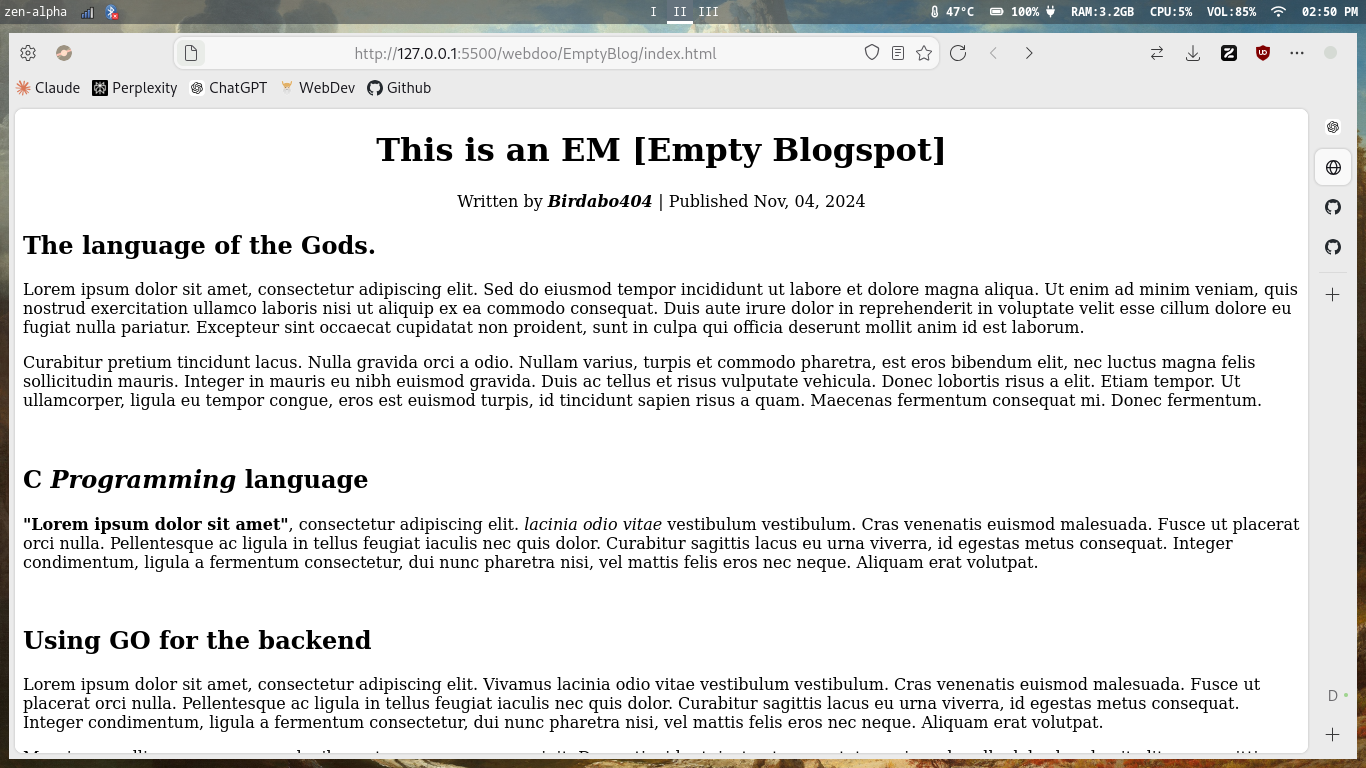 zen-alpha
I II III
47°C 100% RAM:3.2GB CPU:5% VOL:85% 02:50 PM
http://127.0.0.1:5500/webdoo/EmptyBlog/index.html
Claude Perplexity ChatGPT WebDev Github
This is an EM [Empty Blogspot]
Written by Birdabo404 | Published Nov, 04, 2024
The language of the Gods.
Lorem ipsum dolor sit amet, consectetur adipiscing elit. Sed do eiusmod tempor incididunt ut labore et dolore magna aliqua. Ut enim ad minim veniam, quis
nostrud exercitation ullamco laboris nisi ut aliquip ex ea commodo consequat. Duis aute irure dolor in reprehenderit in voluptate velit esse cillum dolore eu
fugiat nulla pariatur. Excepteur sint occaecat cupidatat non proident, sunt in culpa qui officia deserunt mollit anim id est laborum.
Curabitur pretium tincidunt lacus. Nulla gravida orci a odio. Nullam varius, turpis et commodo pharetra, est eros bibendum elit, nec luctus magna felis
sollicitudin mauris. Integer in mauris eu nibh euismod gravida. Duis ac tellus et risus vulputate vehicula. Donec lobortis risus a elit. Etiam tempor. Ut
ullamcorper, ligula eu tempor congue, eros est euismod turpis, id tincidunt sapien risus a quam. Maecenas fermentum consequat mi. Donec fermentum.
C Programming language
"Lorem ipsum dolor sit amet", consectetur adipiscing elit. lacinia odio vitae vestibulum vestibulum. Cras venenatis euismod malesuada. Fusce ut placerat
orci nulla. Pellentesque ac ligula in tellus feugiat iaculis nec quis dolor. Curabitur sagittis lacus eu urna viverra, id egestas metus consequat. Integer
condimentum, ligula a fermentum consectetur, dui nunc pharetra nisi, vel mattis felis eros nec neque. Aliquam erat volutpat.
Using GO for the backend
Lorem ipsum dolor sit amet, consectetur adipiscing elit. Vivamus lacinia odio vitae vestibulum vestibulum. Cras venenatis euismod malesuada. Fusce ut
placerat orci nulla. Pellentesque ac ligula in tellus feugiat iaculis nec quis dolor. Curabitur sagittis lacus eu urna viverra, id egestas metus consequat.
Integer condimentum, ligula a fermentum consectetur, dui nunc pharetra nisi, vel mattis felis eros nec neque. Aliquam erat volutpat.
D